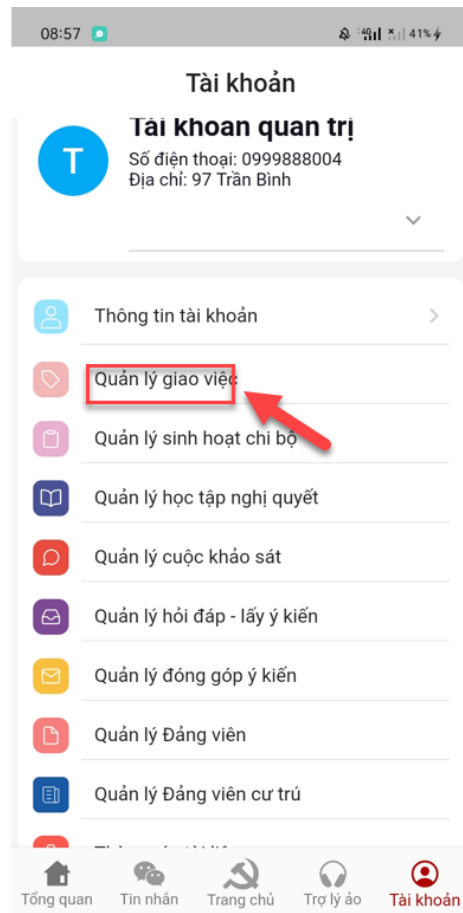 08:57
4G
41%
Tài khoản
Tài khoản quản trị
T
Số điện thoại: 0999888004
Địa chỉ: 97 Trần Bình
Thông tin tài khoản
Quản lý giao việc
Quản lý sinh hoạt chi bộ
Quản lý học tập nghị quyết
Quản lý cuộc khảo sát
Quản lý hỏi đáp - lấy ý kiến
Quản lý đóng góp ý kiến
Quản lý Đảng viên
Quản lý Đảng viên cư trú
Tổng quan
Tin nhắn
Trang chủ
Trợ lý ảo
Tài khoản